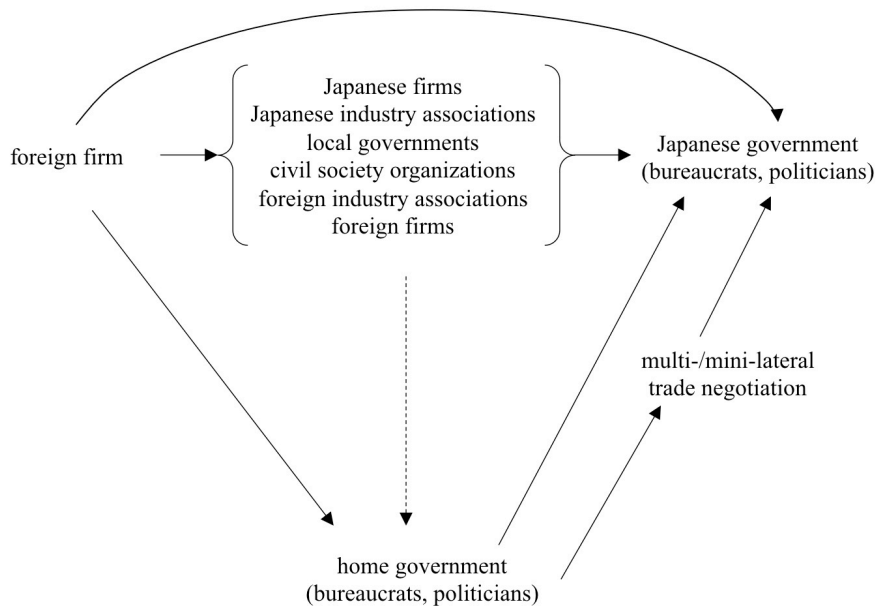 Japanese firms
Japanese industry associations
local governments
civil society organizations
foreign industry associations
foreign firms
foreign firm
Japanese government
(bureaucrats, politicians)
multi-/mini-lateral
trade negotiation
home government
(bureaucrats, politicians)